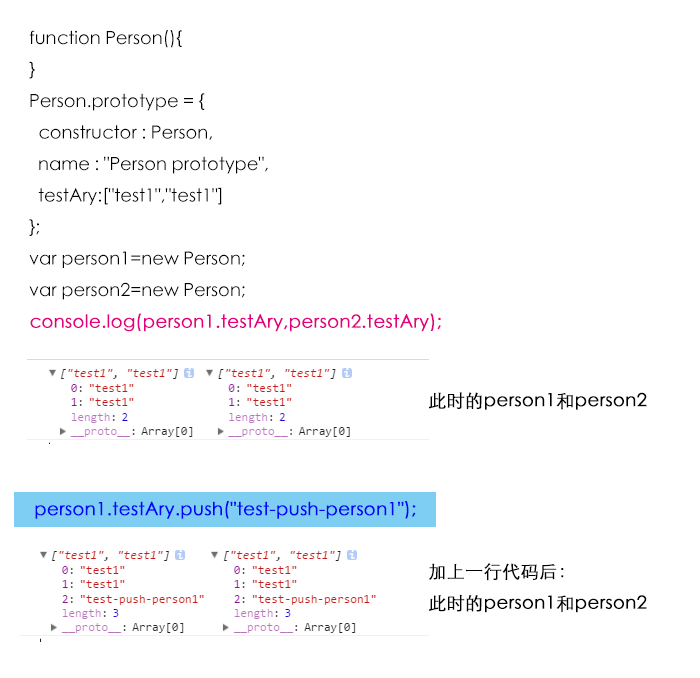 function Person(){
}
Person.prototype = {
constructor : Person,
name : "Person prototype",
testAry:["test1","test1"]
};
var person1=new Person;
var person2=new Person;
console.log(person1.testAry,person2.testAry);
▼ ["test1", "test1"] i ▼ ["test1", "test1"] i
0: "test1" 0: "test1"
1: "test1" 1: "test1"
length: 2 length: 2
▶ __proto__: Array[0] ▶ __proto__: Array[0]
此时的person1和person2
person1.testAry.push("test-push-person1");
▼ ["test1", "test1"] i ▼ ["test1", "test1"] i
0: "test1" 0: "test1"
1: "test1" 1: "test1"
2: "test-push-person1" 2: "test-push-person1"
length: 3 length: 3
▶ __proto__: Array[0] ▶ __proto__: Array[0]
加上一行代码后：
此时的person1和person2